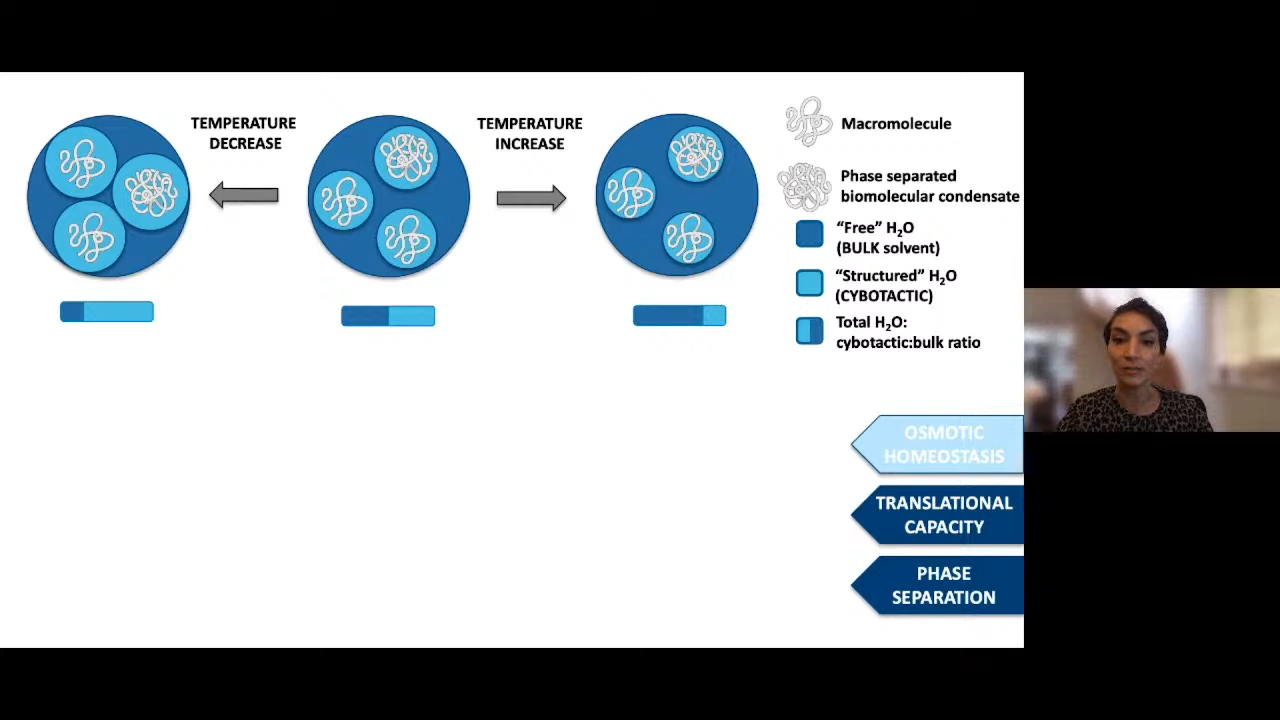 TEMPERATURE
DECREASE
TEMPERATURE
INCREASE
Macromolecule
Phase separated
biomolecular condensate
“Free” H₂O
(BULK solvent)
“Structured” H₂O
(CYBOTACTIC)
Total H₂O:
cybotactic:bulk ratio
OSMOTIC
HOMEOSTASIS
TRANSLATIONAL
CAPACITY
PHASE
SEPARATION